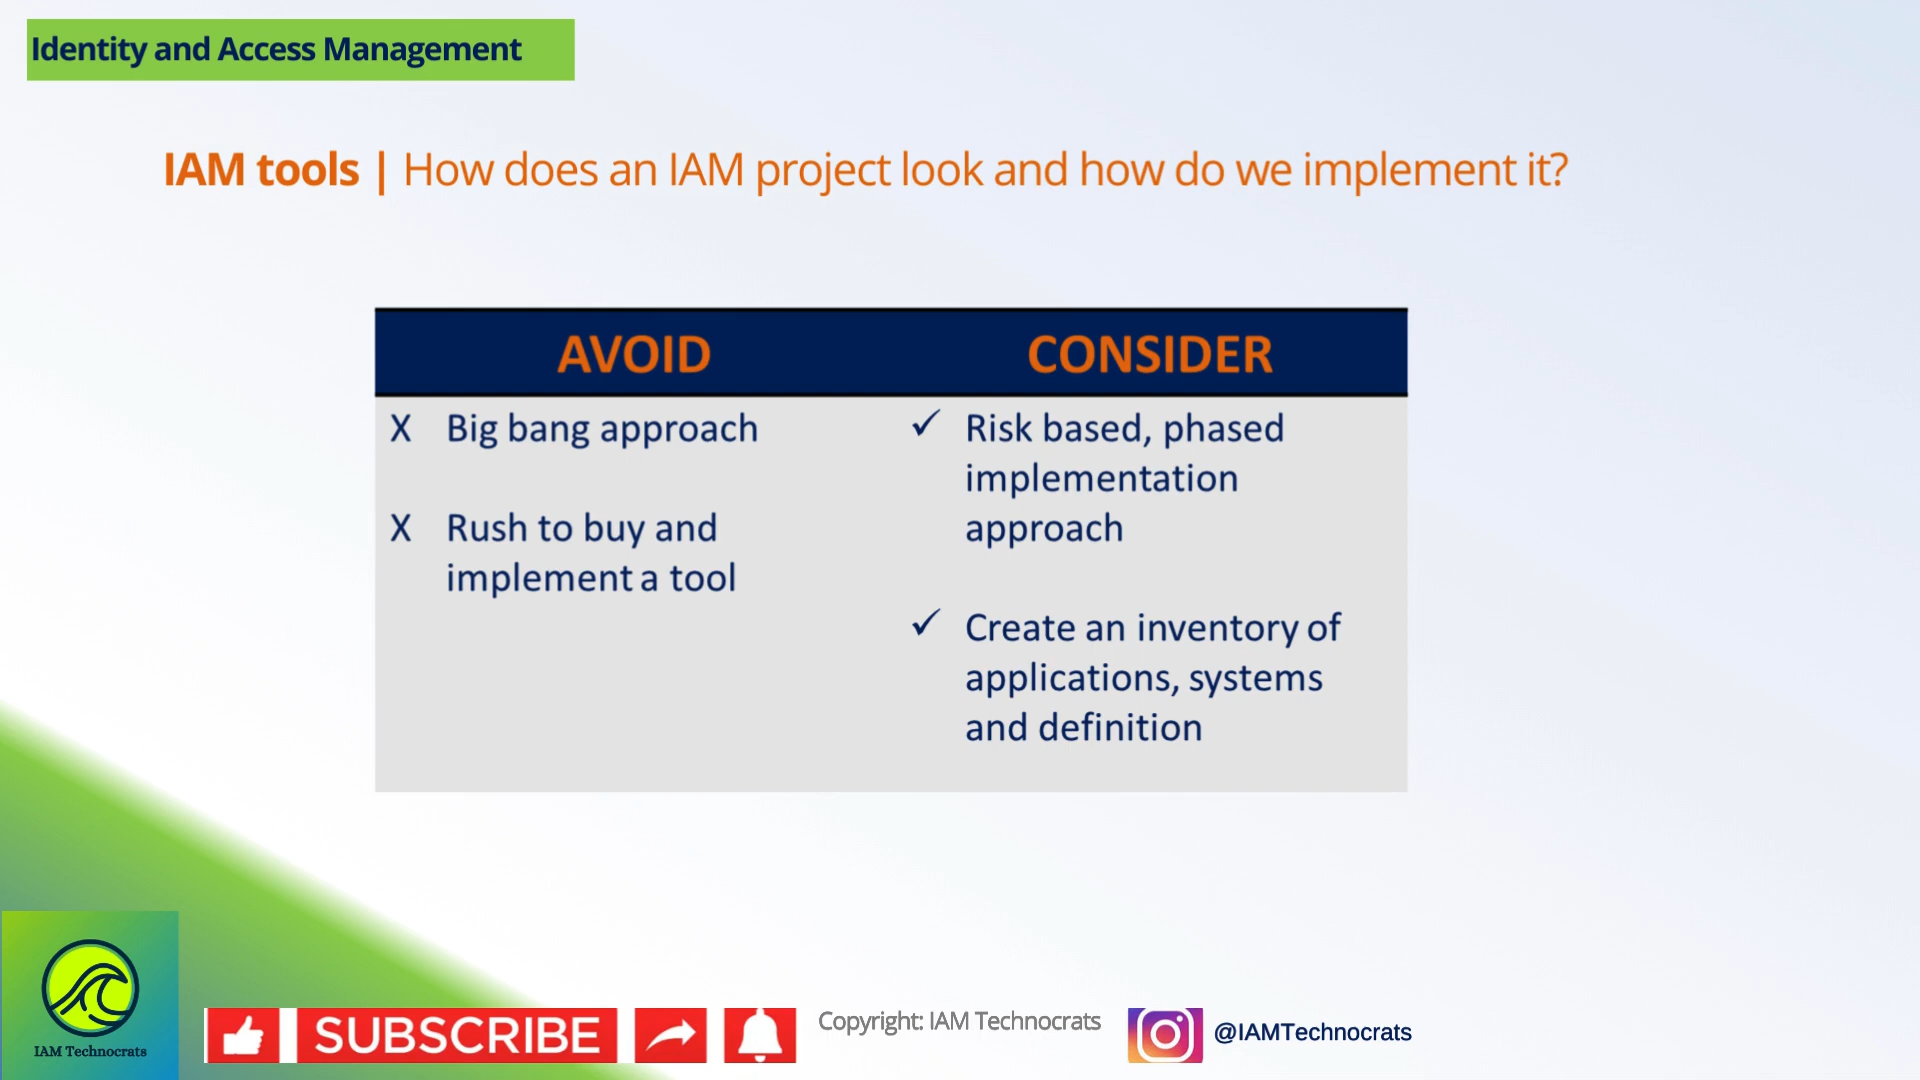 Identity and Access Management
IAM tools | How does an IAM project look and how do we implement it?
AVOID
CONSIDER
X Big bang approach
X Rush to buy and
implement a tool
✓ Risk based, phased
implementation
approach
✓ Create an inventory of
applications, systems
and definition
IAM Technocrats
SUBSCRIBE
Copyright: IAM Technocrats
@IAMTechnocrats